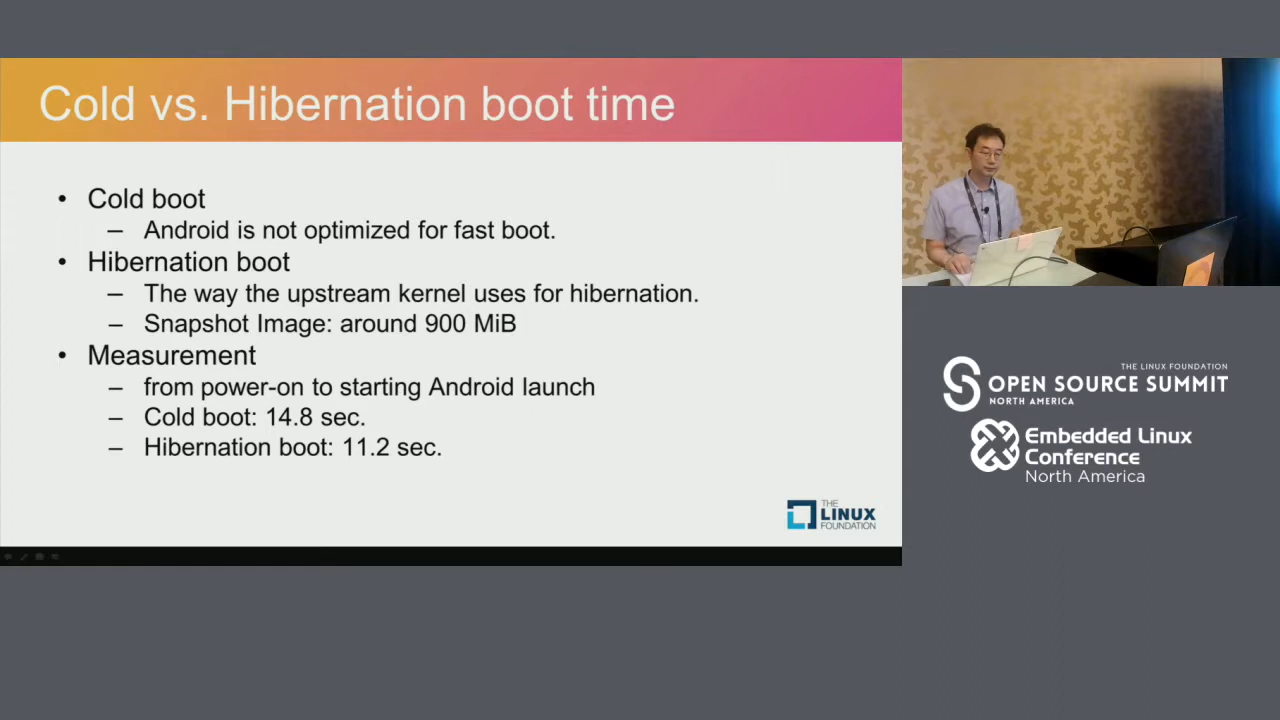 Cold vs. Hibernation boot time
• Cold boot
– Android is not optimized for fast boot.
• Hibernation boot
– The way the upstream kernel uses for hibernation.
– Snapshot Image: around 900 MiB
• Measurement
– from power-on to starting Android launch
– Cold boot: 14.8 sec.
– Hibernation boot: 11.2 sec.
THE
LINUX
FOUNDATION
THE LINUX FOUNDATION
OPEN SOURCE SUMMIT
NORTH AMERICA
Embedded Linux
Conference
North America